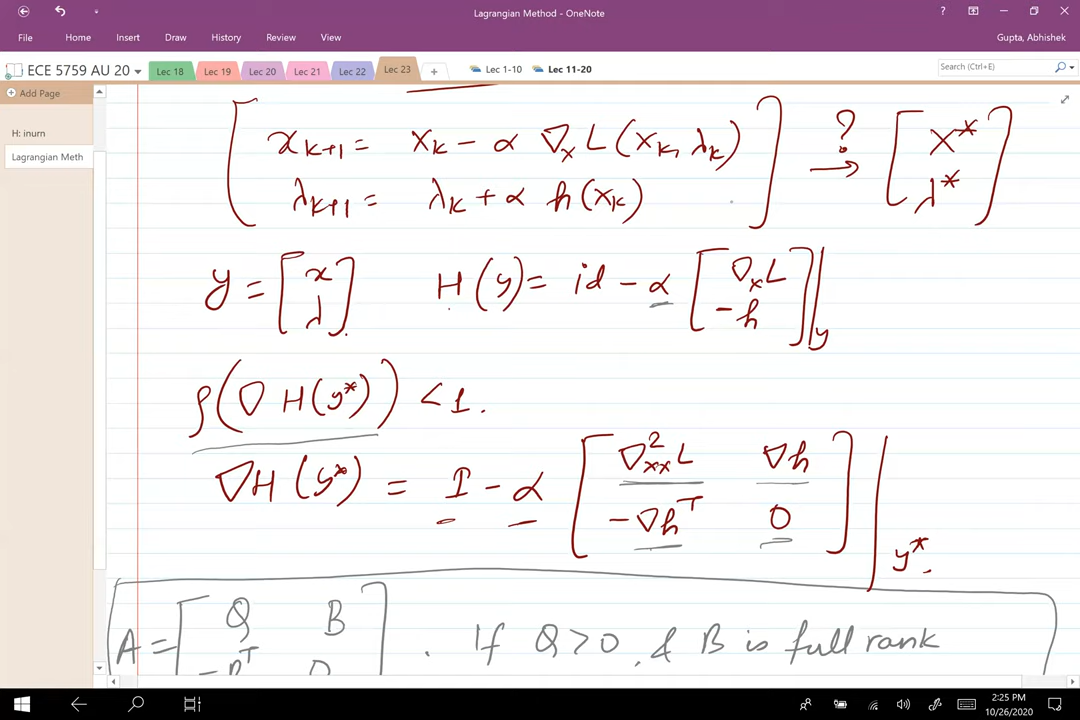 Lagrangian Method - OneNote
? Gupta, Abhishek
File Home Insert Draw History Review View
ECE 5759 AU 20 Lec 18 Lec 19 Lec 20 Lec 21 Lec 22 Lec 23 + Lec 1-10 Lec 11-20 Search (Ctrl+E)
Add Page
H: inurn
Lagrangian Meth
[ x_{k+1} = x_k - α ∇_x L(x_k, λ_k)
λ_{k+1} = λ_k + α h(x_k) ] →? [ x*
λ* ]
y = [ x
λ ] H(y) = id - α [ ∇_x L
-h ]|_y
ρ(∇H(y*)) < 1.
∇H(y*) = I - α [ ∇²_{xx} L ∇h
-∇h^T 0 ]|_{y*}
A = [ Q B
-B^T 0 ] . If Q > 0, & B is full rank
2:25 PM
10/26/2020